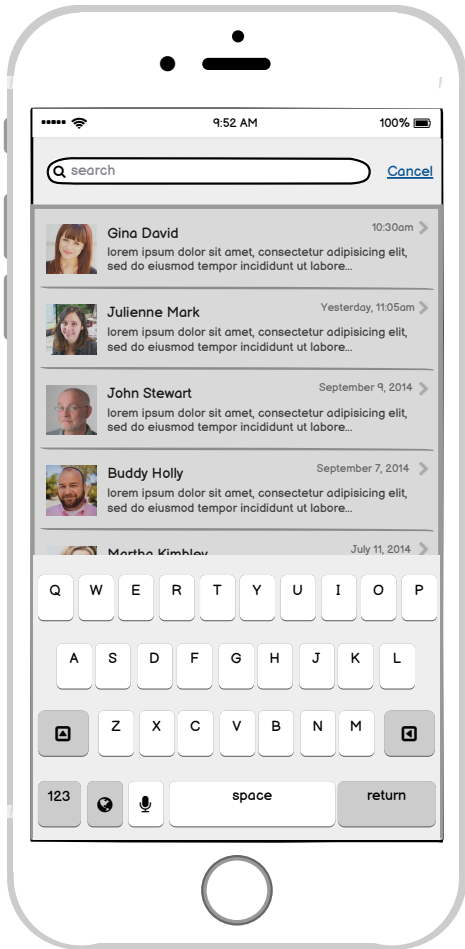 9:52 AM 100%
search Cancel
Gina David 10:30am
lorem ipsum dolor sit amet, consectetur adipisicing elit,
sed do eiusmod tempor incididunt ut labore...
Julienne Mark Yesterday, 11:05am
lorem ipsum dolor sit amet, consectetur adipisicing elit,
sed do eiusmod tempor incididunt ut labore...
John Stewart September 9, 2014
lorem ipsum dolor sit amet, consectetur adipisicing elit,
sed do eiusmod tempor incididunt ut labore...
Buddy Holly September 7, 2014
lorem ipsum dolor sit amet, consectetur adipisicing elit,
sed do eiusmod tempor incididunt ut labore...
Martha Kimbley July 11, 2014
Q W E R T Y U I O P
A S D F G H J K L
Z X C V B N M
123 space return